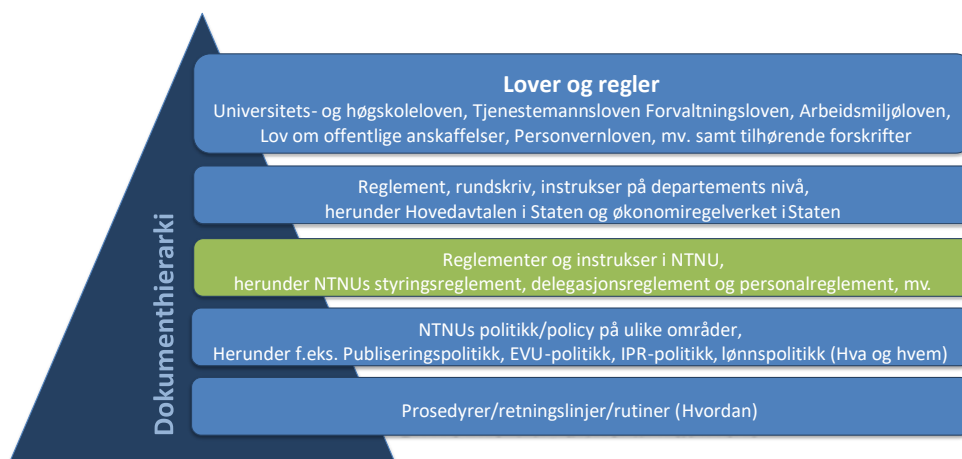 Lover og regler
Universitets- og høgskoleloven, Tjenestemannsloven Forvaltningsloven, Arbeidsmiljøloven,
Lov om offentlige anskaffelser, Personvernloven, mv. samt tilhørende forskrifter
Reglement, rundskriv, instrukser på departements nivå,
herunder Hovedavtalen i Staten og økonomiregelverket i Staten
Reglementer og instrukser i NTNU,
herunder NTNUs styringsreglement, delegasjonsreglement og personalreglement, mv.
NTNUs politikk/policy på ulike områder,
Herunder f.eks. Publiseringspolitikk, EVU-politikk, IPR-politikk, lønnspolitikk (Hva og hvem)
Prosedyrer/retningslinjer/rutiner (Hvordan)
Dokumenthierarki